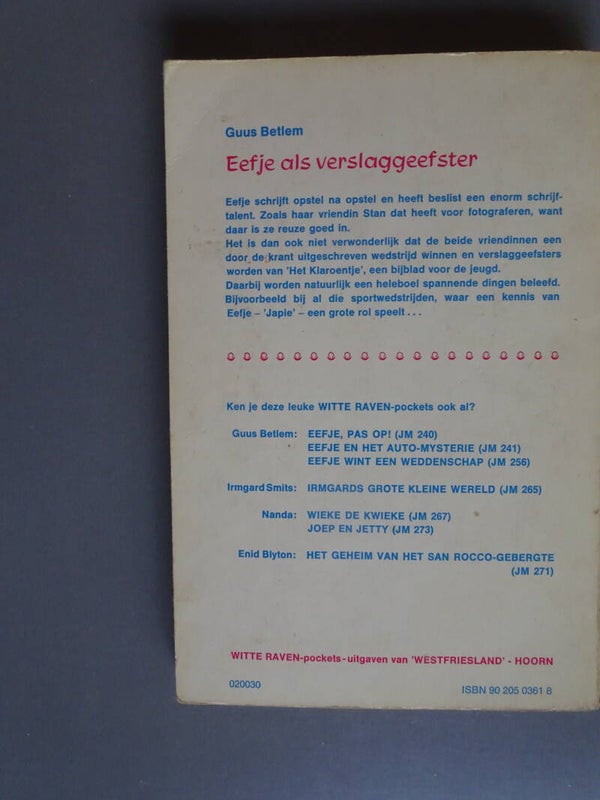 Guus Betlem
Eefje als verslaggeefster
Eefje schrijft opstel na opstel en heeft beslist een enorm schrijf-
talent. Zoals haar vriendin Stan dat heeft voor fotograferen, want
daar is ze reuze goed in.
Het is dan ook niet verwonderlijk dat de beide vriendinnen een
door de krant uitgeschreven wedstrijd winnen en verslaggeefsters
worden van 'Het Klaroentje', een bijblad voor de jeugd.
Daarbij worden natuurlijk een heleboel spannende dingen beleefd.
Bijvoorbeeld bij al die sportwedstrijden, waar een kennis van
Eefje – 'Japie' – een grote rol speelt...
Ken je deze leuke WITTE RAVEN-pockets ook al?
Guus Betlem: EEFJE, PAS OP! (JM 240)
EEFJE EN HET AUTO-MYSTERIE (JM 241)
EEFJE WINT EEN WEDDENSCHAP (JM 256)
Irmgard Smits: IRMGARDS GROTE KLEINE WERELD (JM 265)
Nanda: WIEKE DE KWIEKE (JM 267)
JOEP EN JETTY (JM 273)
Enid Blyton: HET GEHEIM VAN HET SAN ROCCO-GEBERGTE
(JM 271)
WITTE RAVEN-pockets-uitgaven van 'WESTFRIESLAND' - HOORN
020030 ISBN 90 205 0361 8